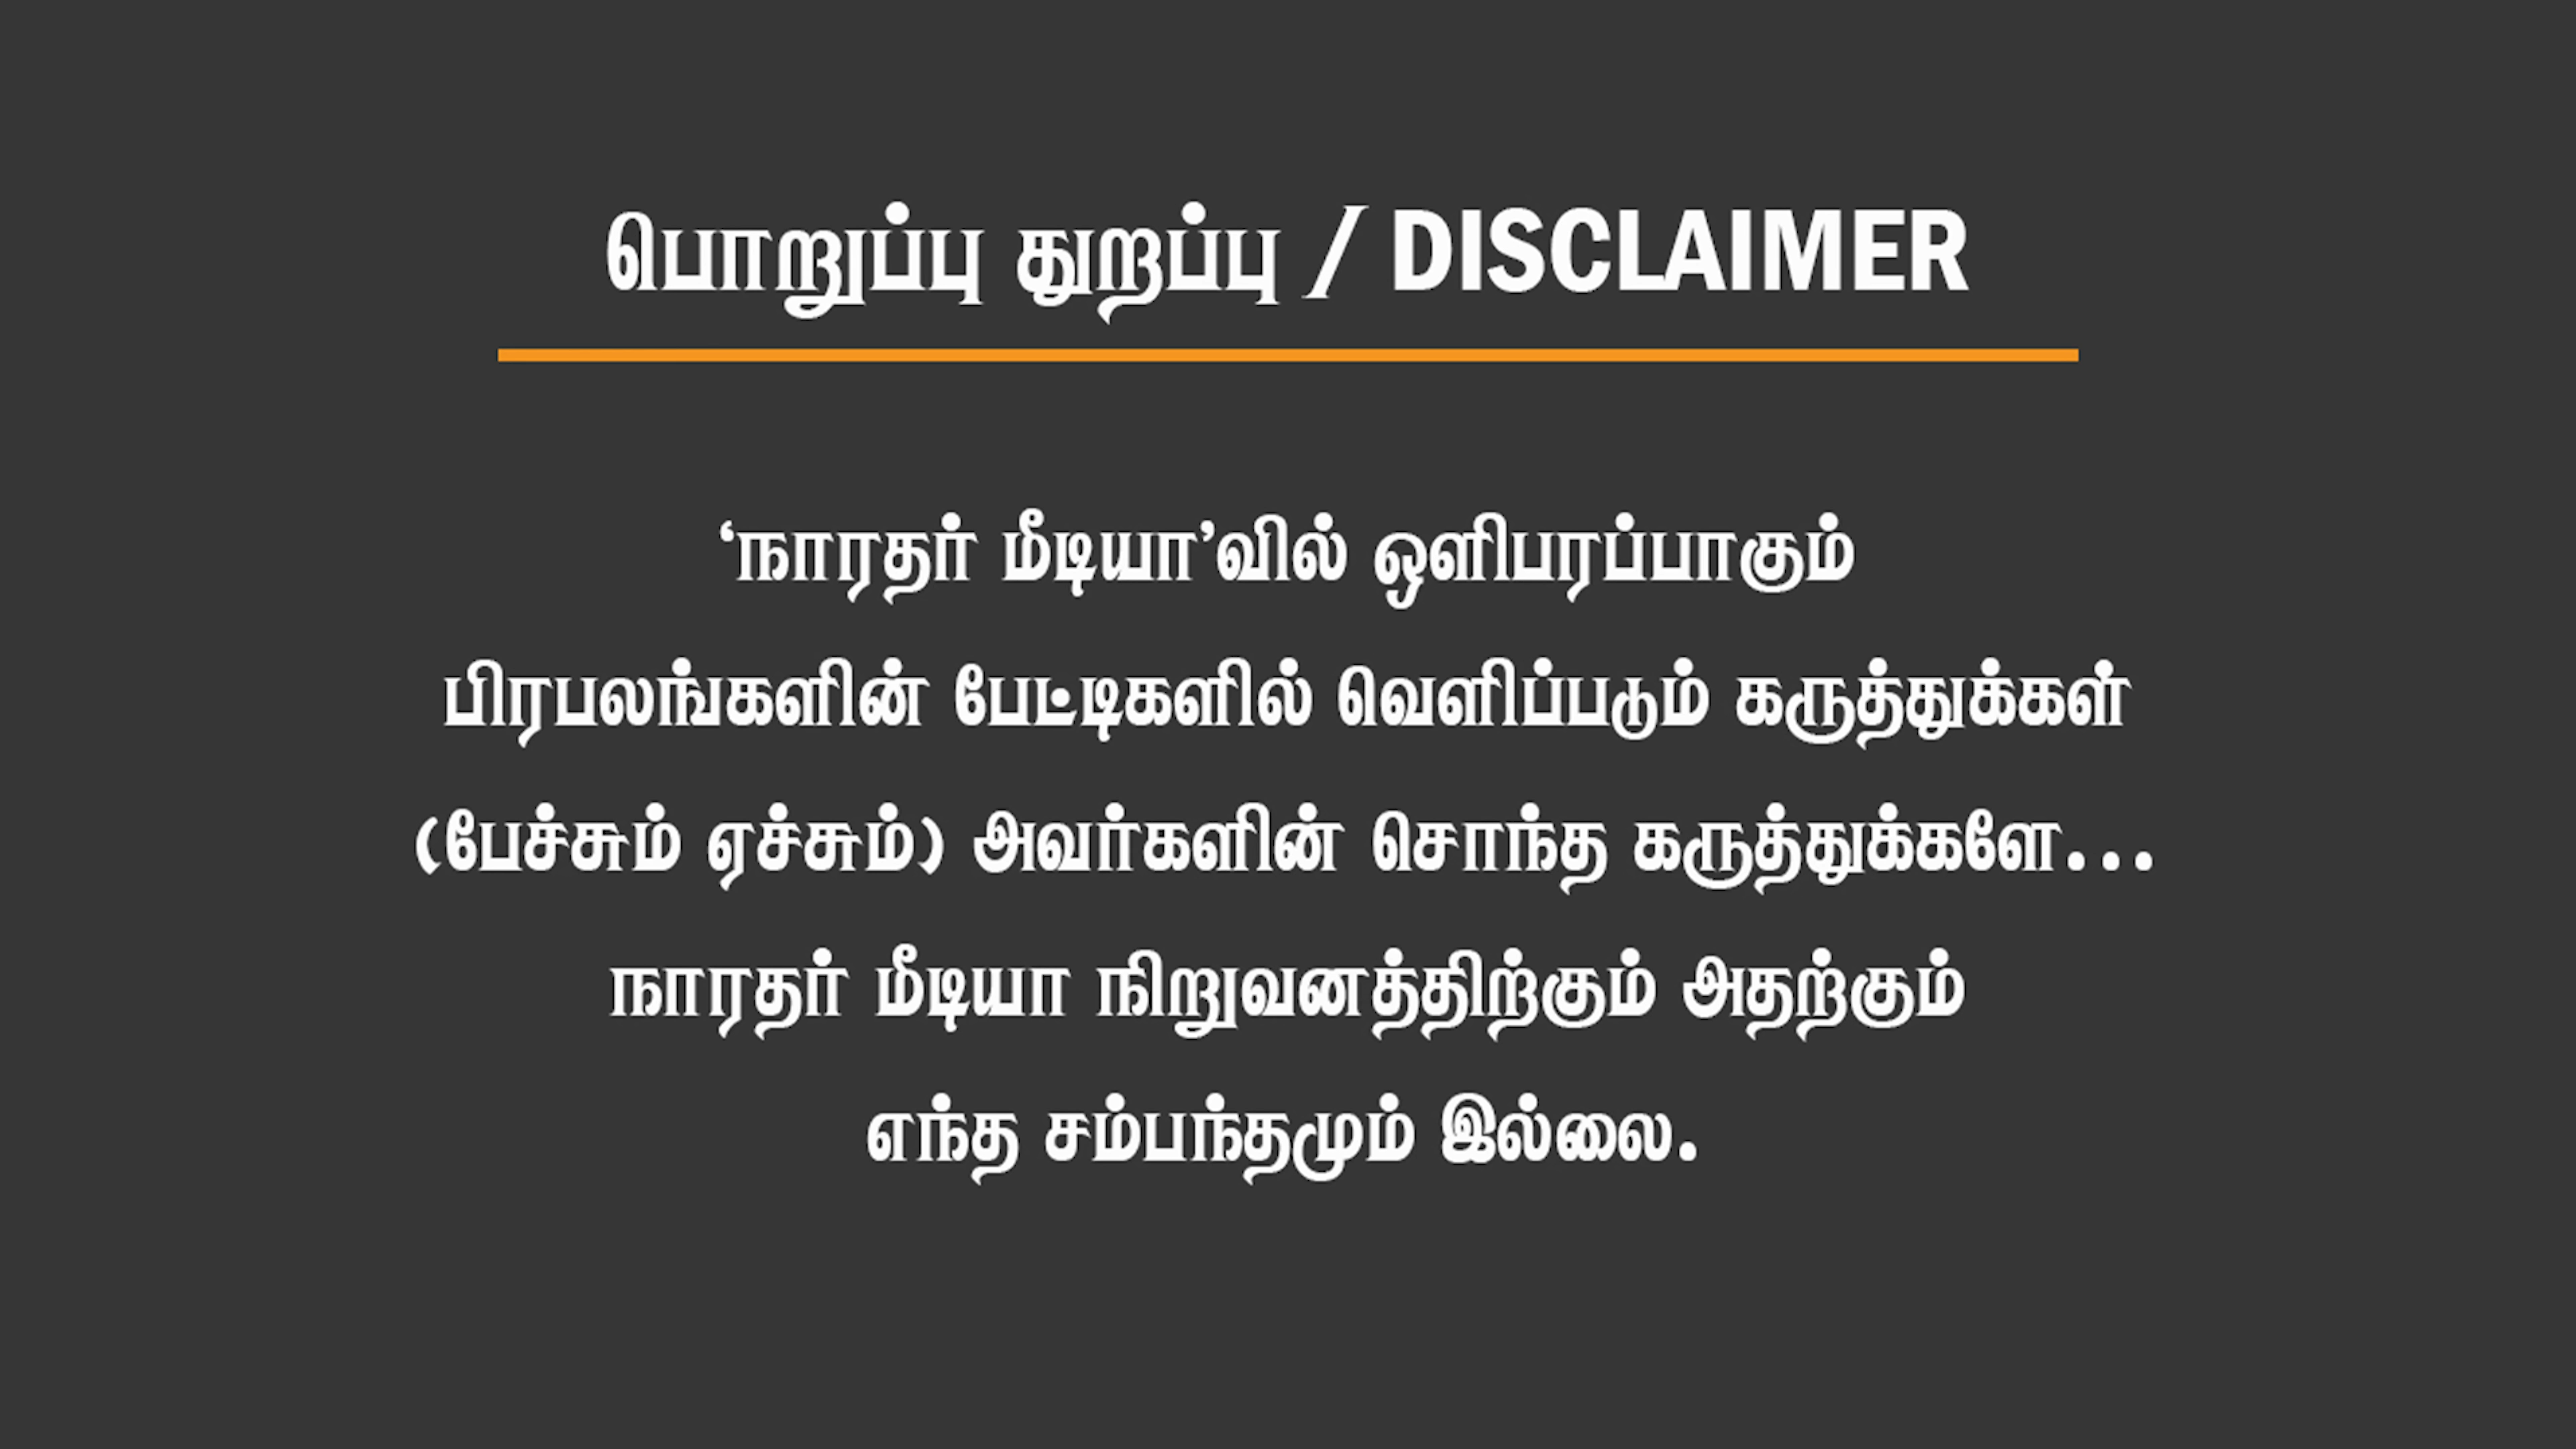 பொறுப்பு துறப்பு / DISCLAIMER
‘நாரதர் மீடியா’வில் ஒளிபரப்பாகும்
பிரபலங்களின் பேட்டிகளில் வெளிப்படும் கருத்துக்கள்
(பேச்சும் ஏச்சும்) அவர்களின் சொந்த கருத்துக்களே...
நாரதர் மீடியா நிறுவனத்திற்கும் அதற்கும்
எந்த சம்பந்தமும் இல்லை.